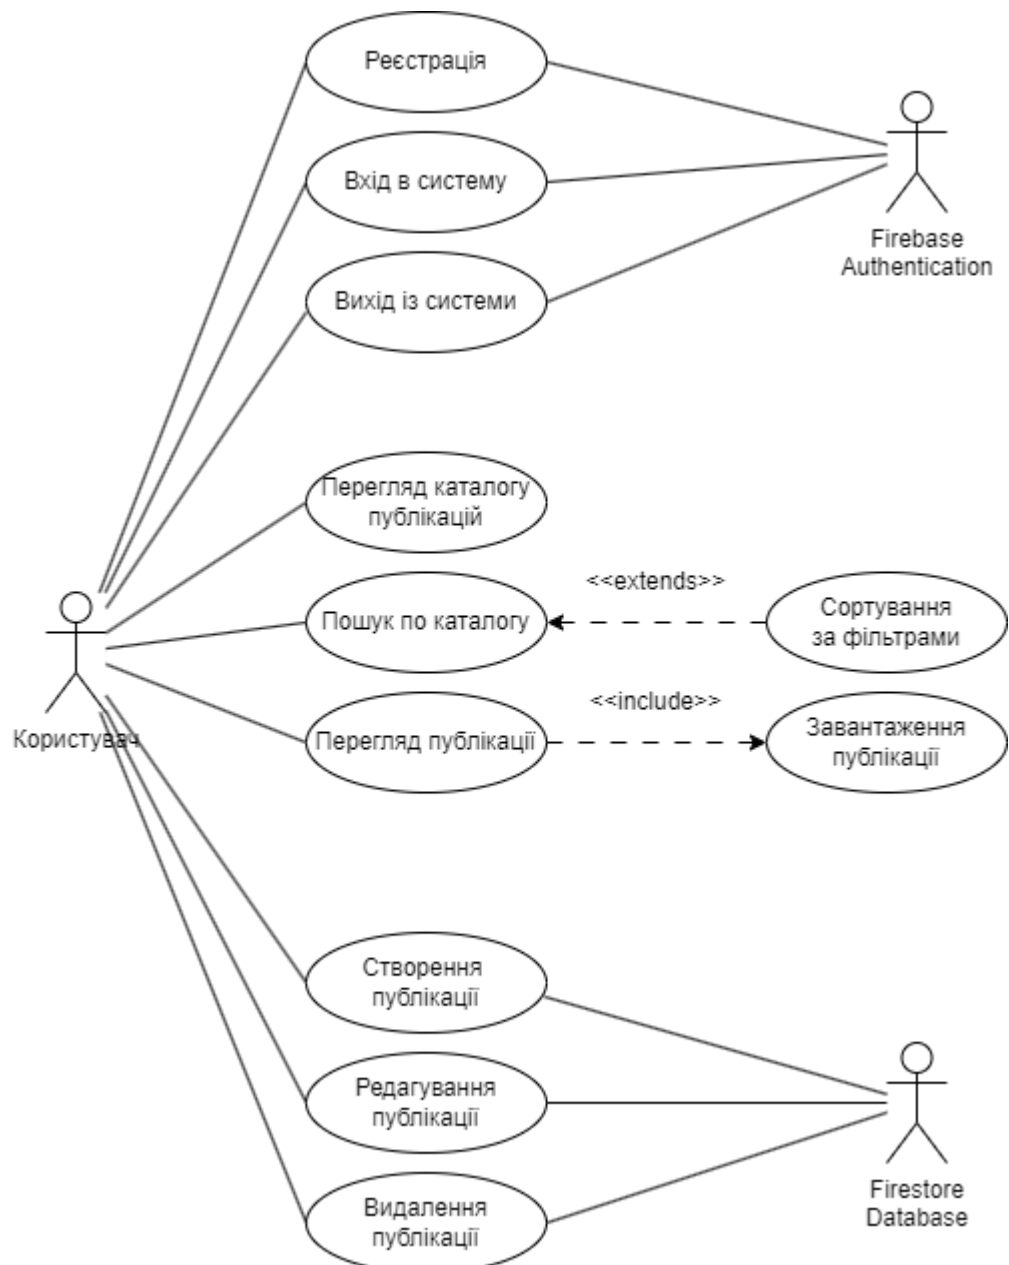 Реєстрація
Вхід в систему
Firebase
Authentication
Вихід із системи
Перегляд каталогу
публікацій
<<extends>>
Пошук по каталогу
Сортування
за фільтрами
<<include>>
Користувач
Перегляд публікації
Завантаження
публікації
Створення
публікації
Редагування
публікації
Firestore
Database
Видалення
публікації